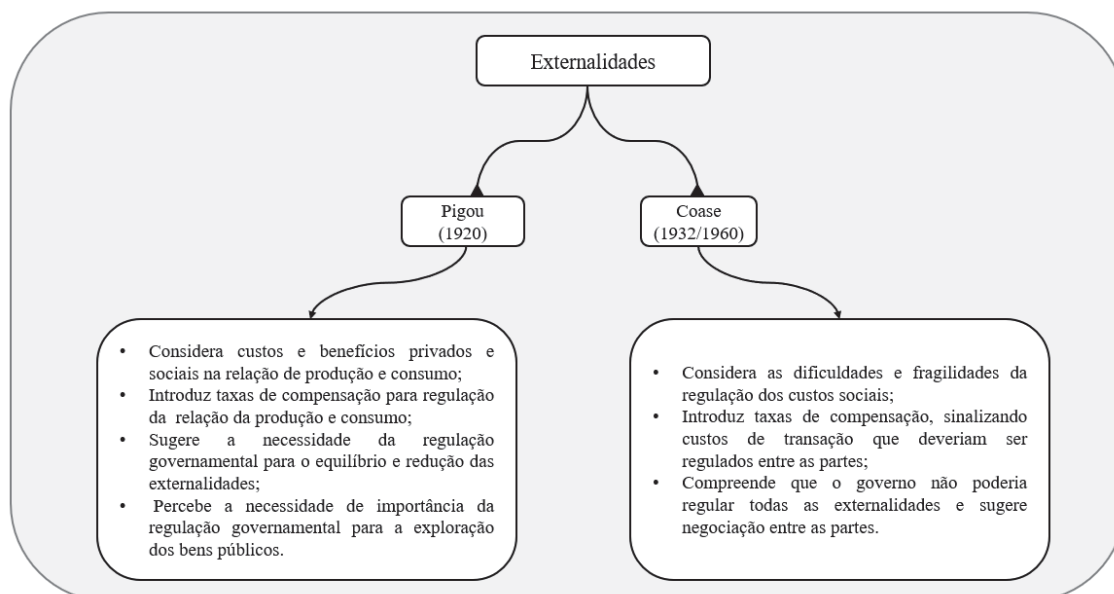 Externalidades
Pigou
(1920)
Coase
(1932/1960)
• Considera custos e benefícios privados e
sociais na relação de produção e consumo;
• Introduz taxas de compensação para regulação
da relação da produção e consumo;
• Sugere a necessidade da regulação
governamental para o equilíbrio e redução das
externalidades;
• Percebe a necessidade de importância da
regulação governamental para a exploração
dos bens públicos.
• Considera as dificuldades e fragilidades da
regulação dos custos sociais;
• Introduz taxas de compensação, sinalizando
custos de transação que deveriam ser
regulados entre as partes;
• Compreende que o governo não poderia
regular todas as externalidades e sugere
negociação entre as partes.